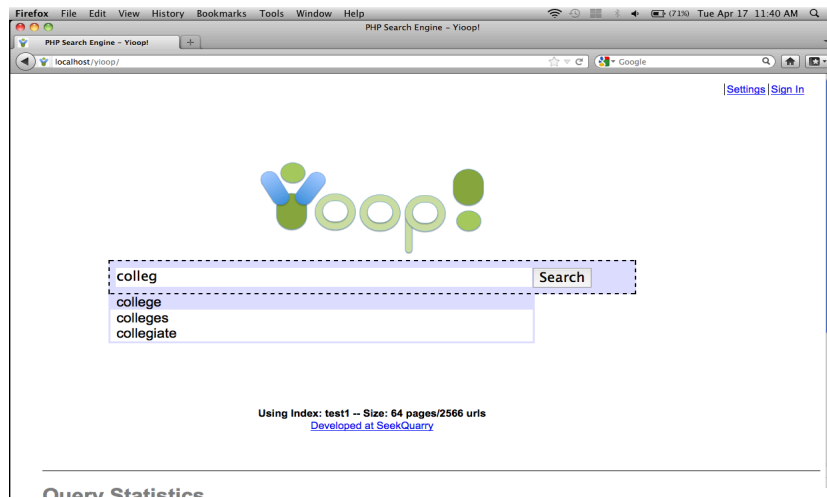 Firefox File Edit View History Bookmarks Tools Window Help (71%) Tue Apr 17 11:40 AM
PHP Search Engine – Yioop!
PHP Search Engine – Yioop! +
localhost/yioop/ Google
|Settings|Sign In
Yioop!
colleg Search
college
colleges
collegiate
Using Index: test1 -- Size: 64 pages/2566 urls
Developed at SeekQuarry
Query Statistics